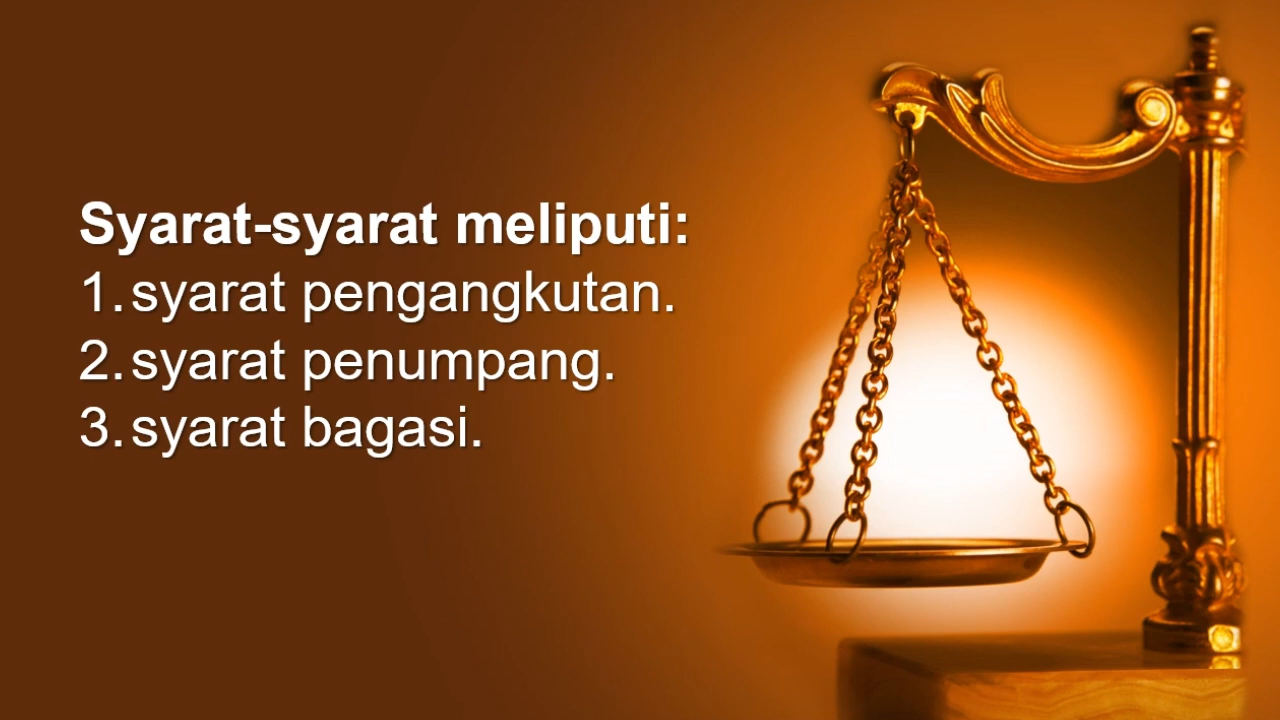 Syarat-syarat meliputi:
1. syarat pengangkutan.
2. syarat penumpang.
3. syarat bagasi.